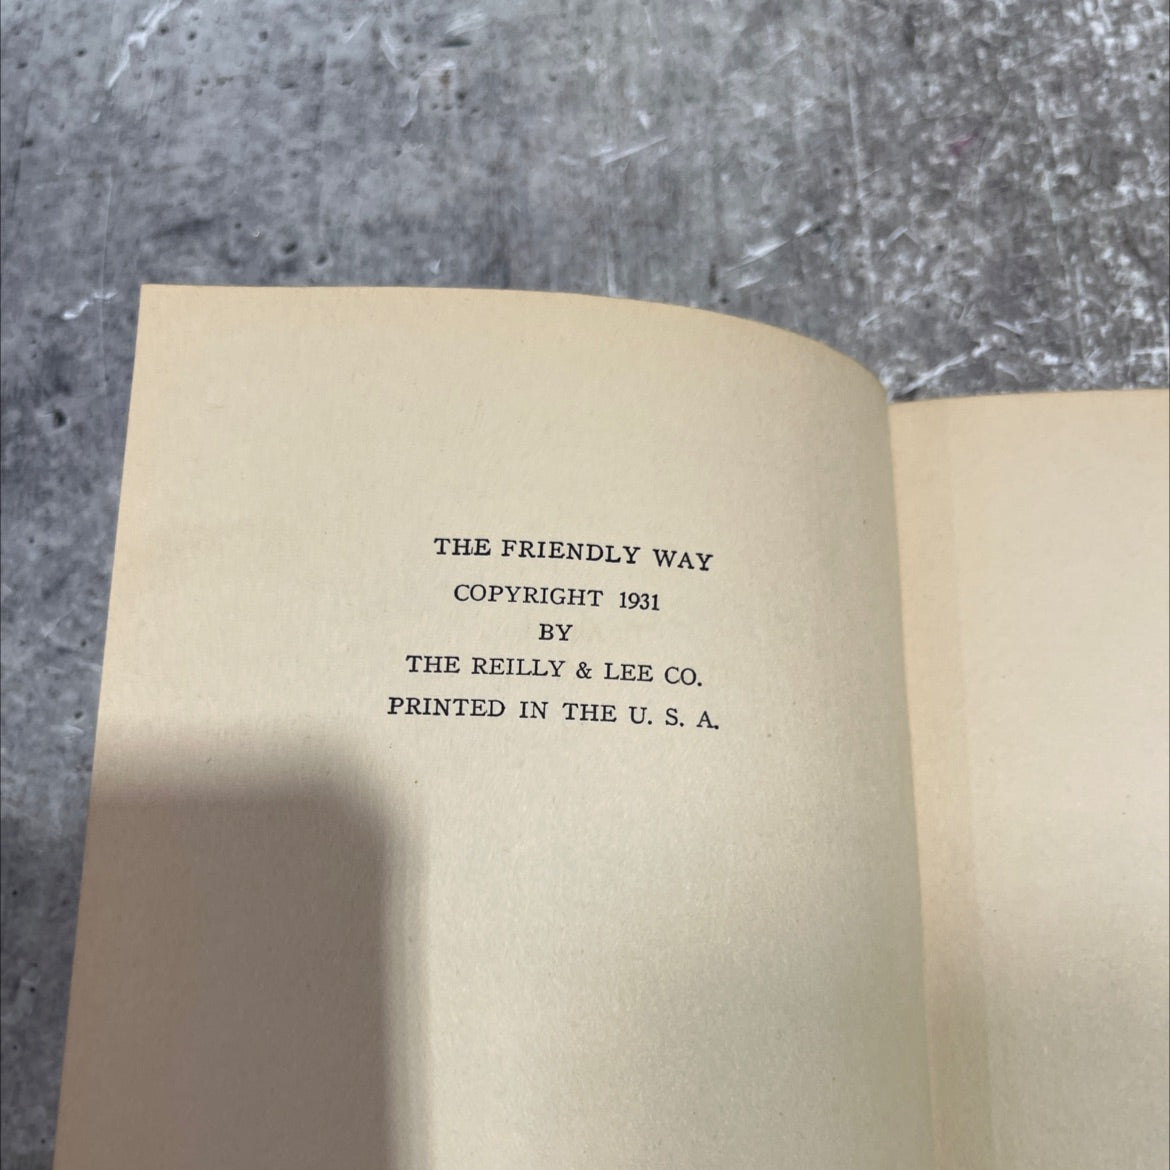 THE FRIENDLY WAY
COPYRIGHT 1931
BY
THE REILLY & LEE CO.
PRINTED IN THE U. S. A.